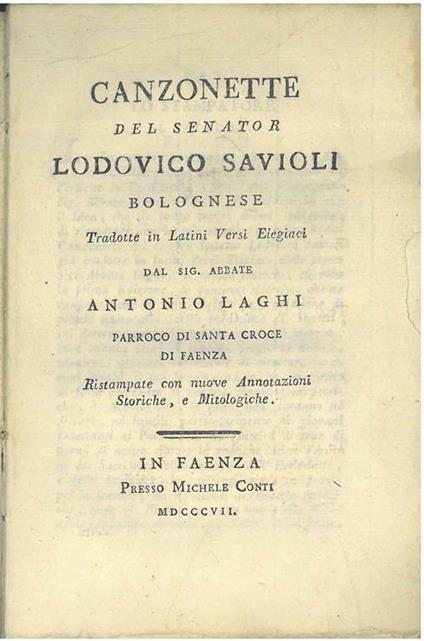 CANZONETTE
DEL SENATOR
LODOVICO SAVIOLI
BOLOGNESE
Tradotte in Latini Versi Elegiaci
DAL SIG. ABBATE
ANTONIO LAGHI
PARROCO DI SANTA CROCE
DI FAENZA
Ristampate con nuove Annotazioni
Storiche, e Mitologiche.
IN FAENZA
PRESSO MICHELE CONTI
MDCCCVII.